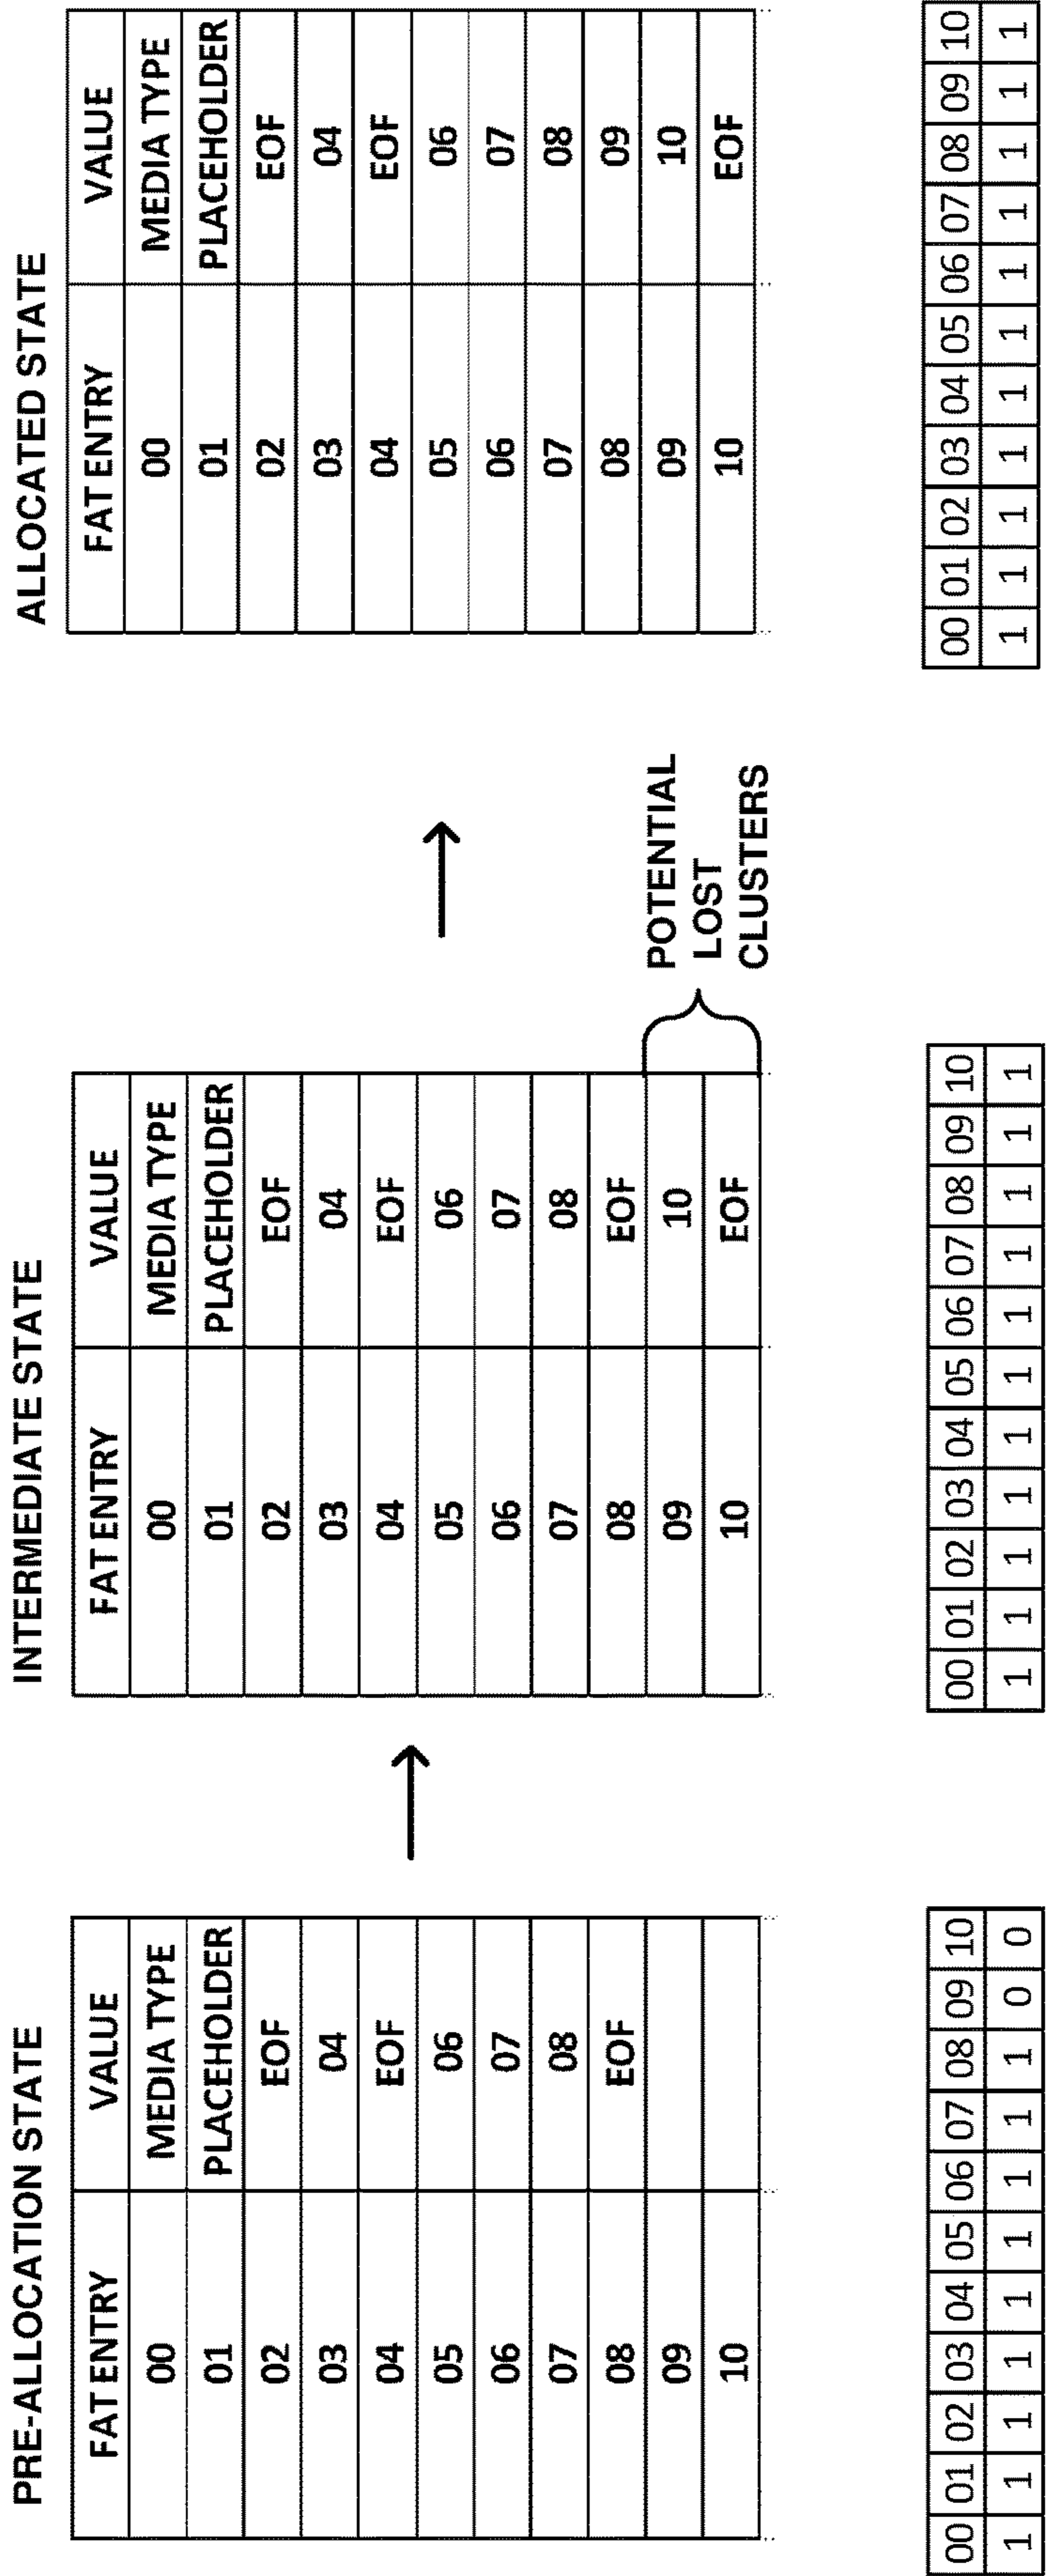 PRE-ALLOCATION STATE
FAT ENTRY VALUE
00 MEDIA TYPE
01 PLACEHOLDER
02 EOF
03 04
04 EOF
05 06
06 07
07 08
08 EOF
09
10
00 01 02 03 04 05 06 07 08 09 10
1 1 1 1 1 1 1 1 1 0 0
INTERMEDIATE STATE
FAT ENTRY VALUE
00 MEDIA TYPE
01 PLACEHOLDER
02 EOF
03 04
04 EOF
05 06
06 07
07 08
08 EOF
09 10
10 EOF
POTENTIAL
LOST
CLUSTERS
00 01 02 03 04 05 06 07 08 09 10
1 1 1 1 1 1 1 1 1 1 1
ALLOCATED STATE
FAT ENTRY VALUE
00 MEDIA TYPE
01 PLACEHOLDER
02 EOF
03 04
04 EOF
05 06
06 07
07 08
08 09
09 10
10 EOF
00 01 02 03 04 05 06 07 08 09 10
1 1 1 1 1 1 1 1 1 1 1